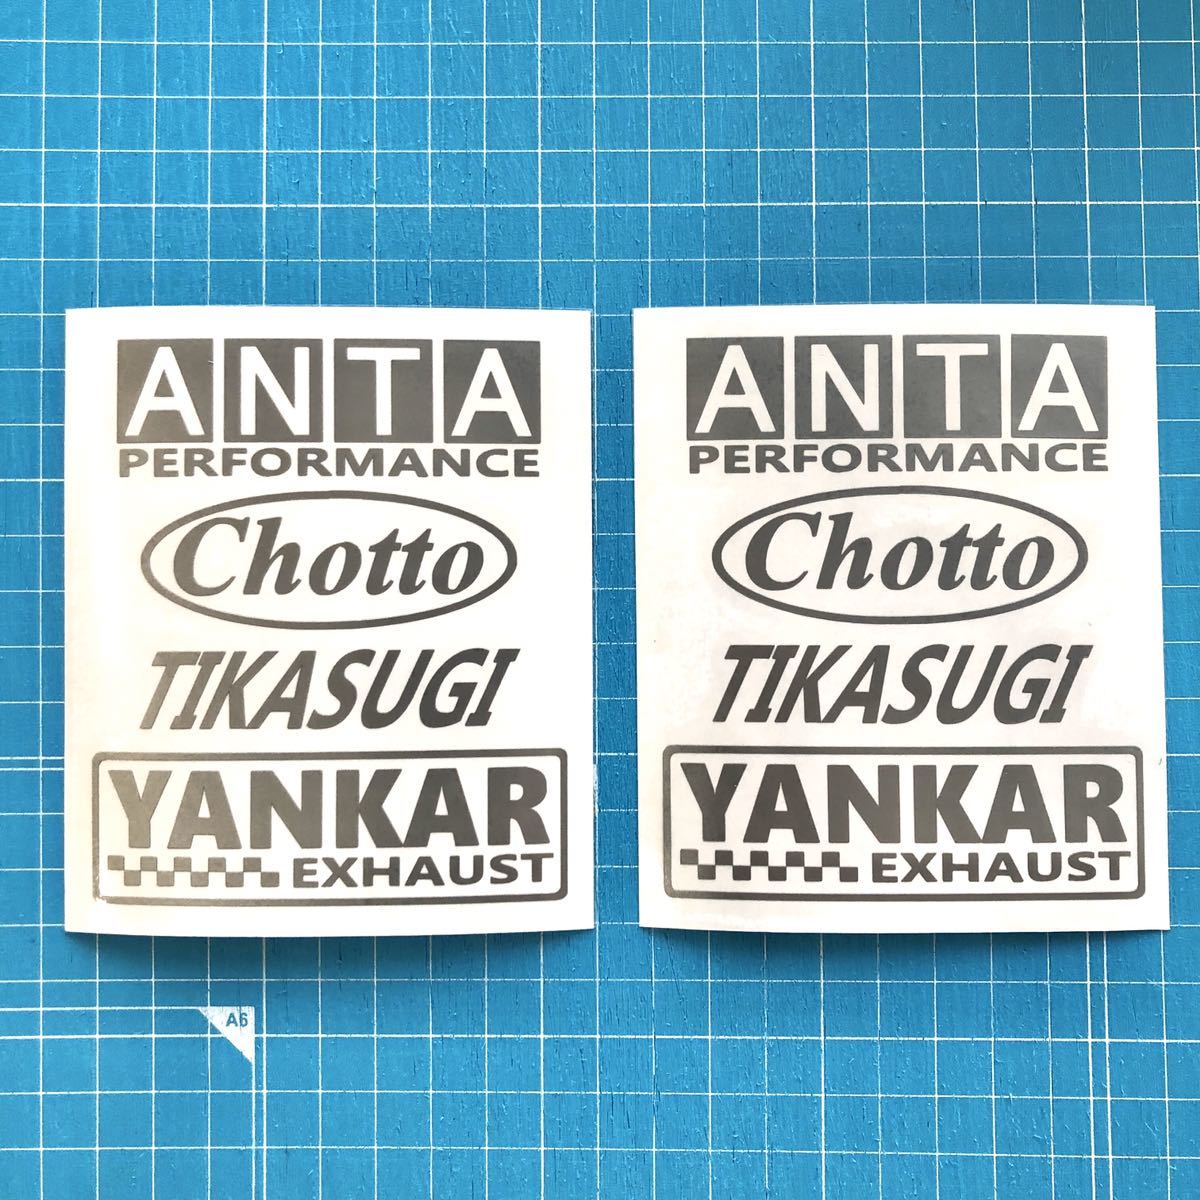 ANTA
PERFORMANCE
Chotto
TIKASUGI
YANKAR
EXHAUST
ANTA
PERFORMANCE
Chotto
TIKASUGI
YANKAR
EXHAUST
A6